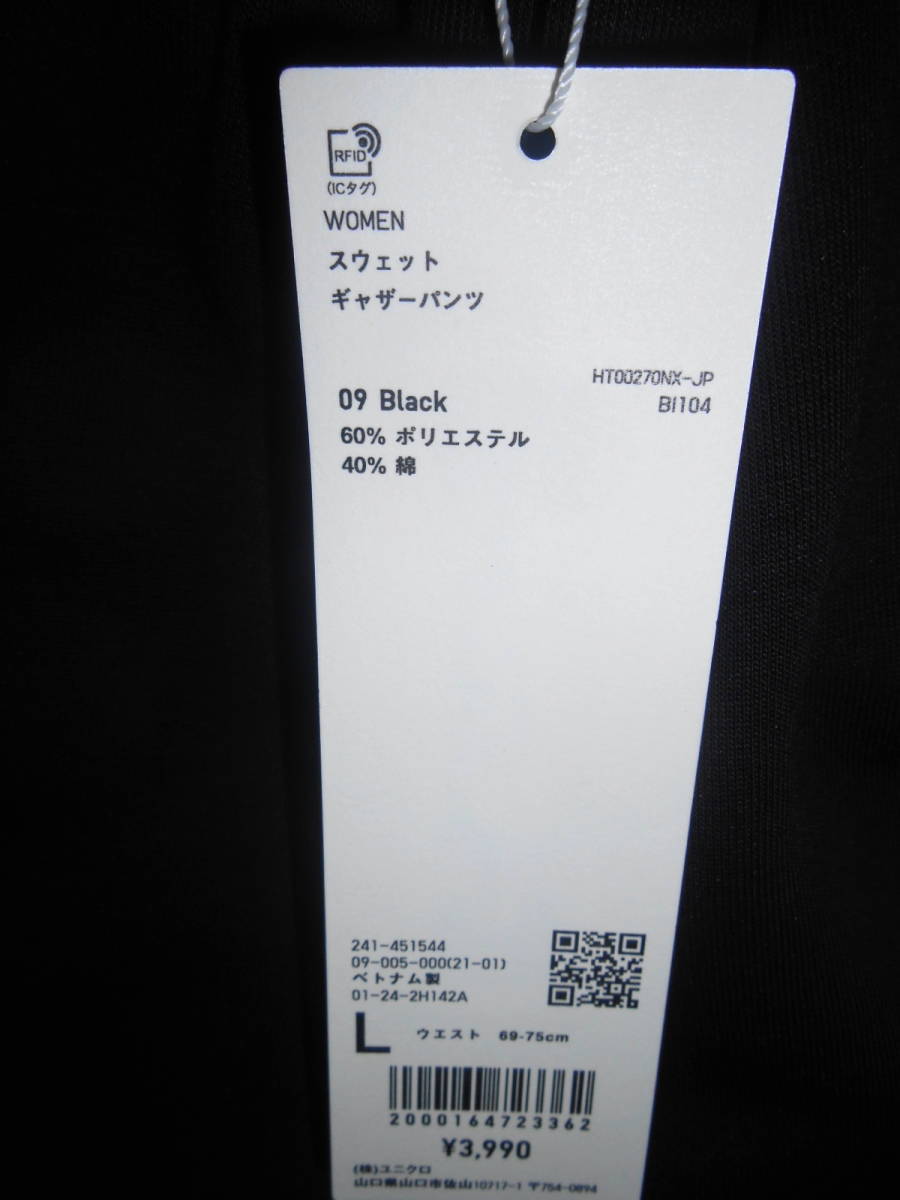 RFID
(ICタグ)
WOMEN
スウェット
ギャザーパンツ
HT00270NX-JP
09 Black
BI104
60% ポリエステル
40% 綿
241-451544
09-005-000(21-01)
ベトナム製
01-24-2H142A
L ウエスト 69-75cm
2000164723362
¥3,990
(株)ユニクロ
山口県山口市佐山10717-1 〒754-0894